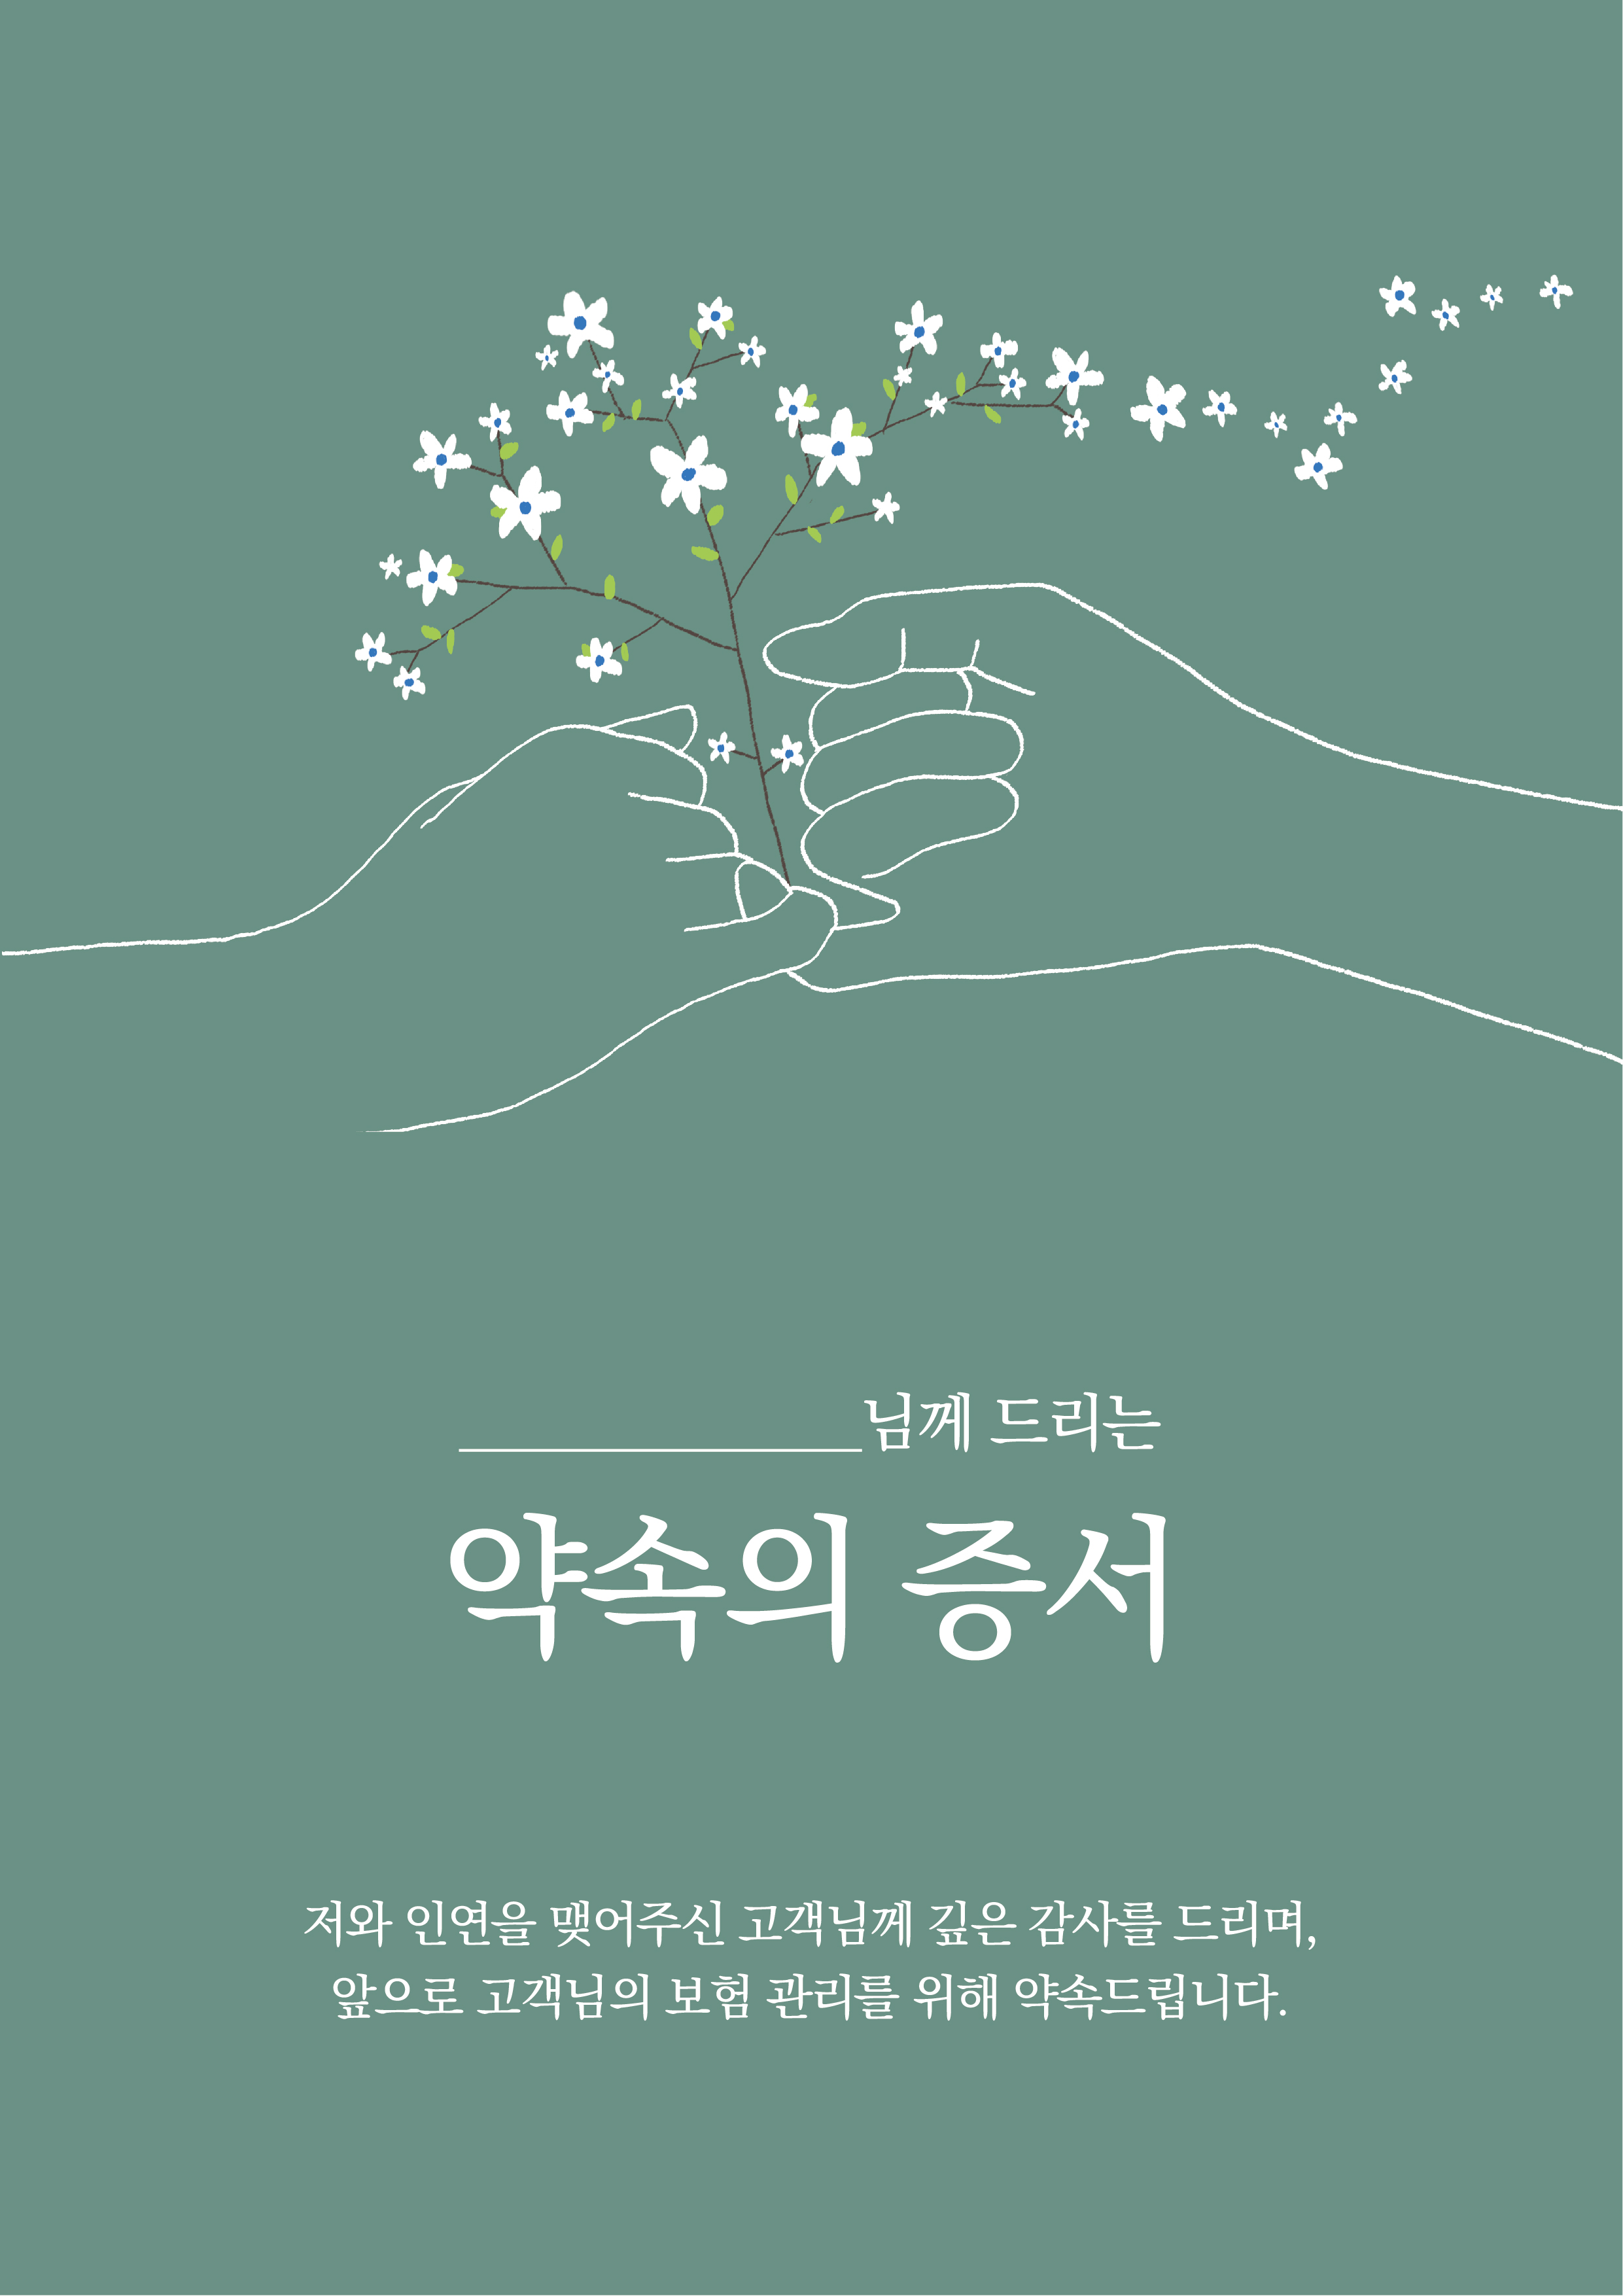 님께 드리는
약속의 증서
저와 인연을 맺어주신 고객님께 깊은 감사를 드리며,
앞으로 고객님의 보험 관리를 위해 약속드립니다.